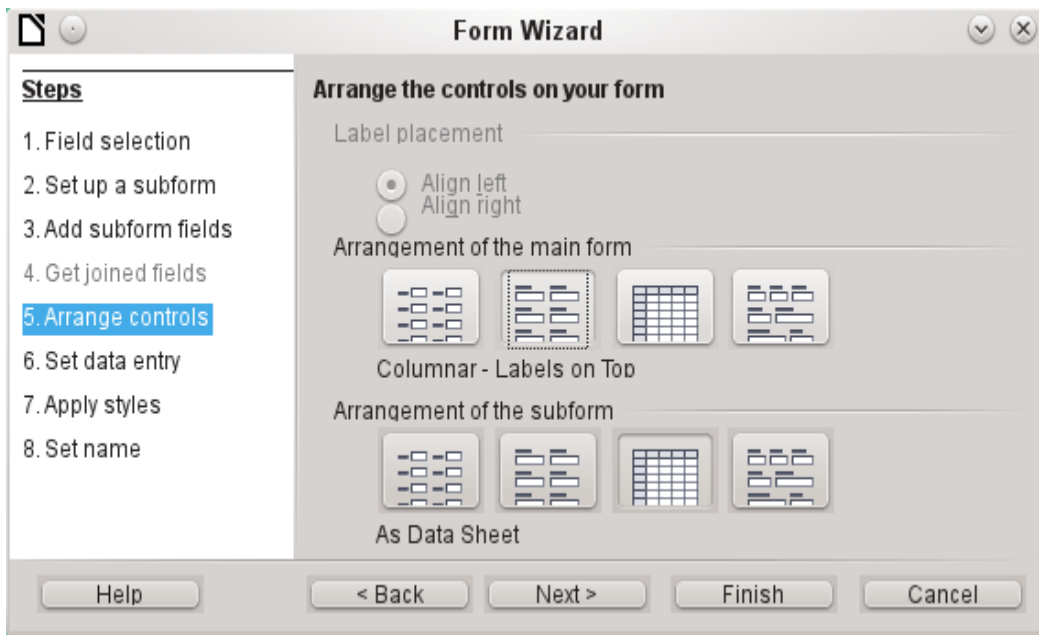 Form Wizard
Steps
1. Field selection
2. Set up a subform
3. Add subform fields
4. Get joined fields
5. Arrange controls
6. Set data entry
7. Apply styles
8. Set name
Arrange the controls on your form
Label placement
Align left
Align right
Arrangement of the main form
Columnar - Labels on Top
Arrangement of the subform
As Data Sheet
Help
< Back
Next >
Finish
Cancel